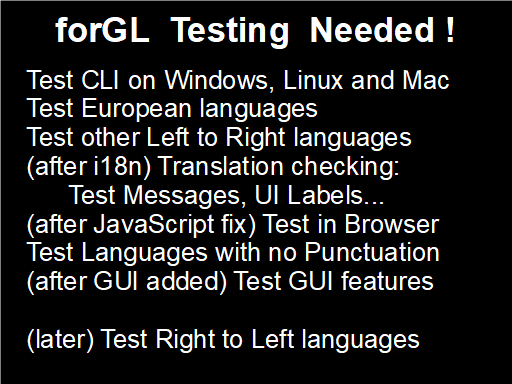 forGL Testing Needed !
Test CLI on Windows, Linux and Mac
Test European languages
Test other Left to Right languages
(after i18n) Translation checking:
Test Messages, UI Labels...
(after JavaScript fix) Test in Browser
Test Languages with no Punctuation
(after GUI added) Test GUI features
(later) Test Right to Left languages